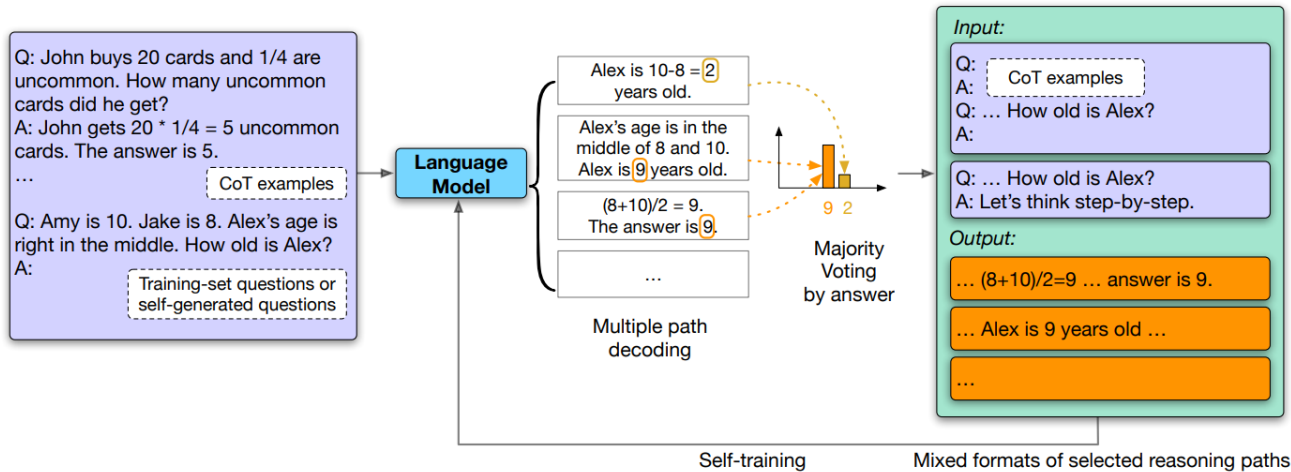 Q: John buys 20 cards and 1/4 are
uncommon. How many uncommon
cards did he get?
A: John gets 20 * 1/4 = 5 uncommon
cards. The answer is 5.
...
CoT examples
Q: Amy is 10. Jake is 8. Alex’s age is
right in the middle. How old is Alex?
A:
Training-set questions or
self-generated questions
Language
Model
Alex is 10-8 = 2
years old.
Alex’s age is in the
middle of 8 and 10.
Alex is 9 years old.
(8+10)/2 = 9.
The answer is 9.
...
Multiple path
decoding
9 2
Majority
Voting
by answer
Input:
Q:
A:
CoT examples
Q: ... How old is Alex?
A:
Q: ... How old is Alex?
A: Let’s think step-by-step.
Output:
... (8+10)/2=9 ... answer is 9.
... Alex is 9 years old ...
...
Self-training
Mixed formats of selected reasoning paths